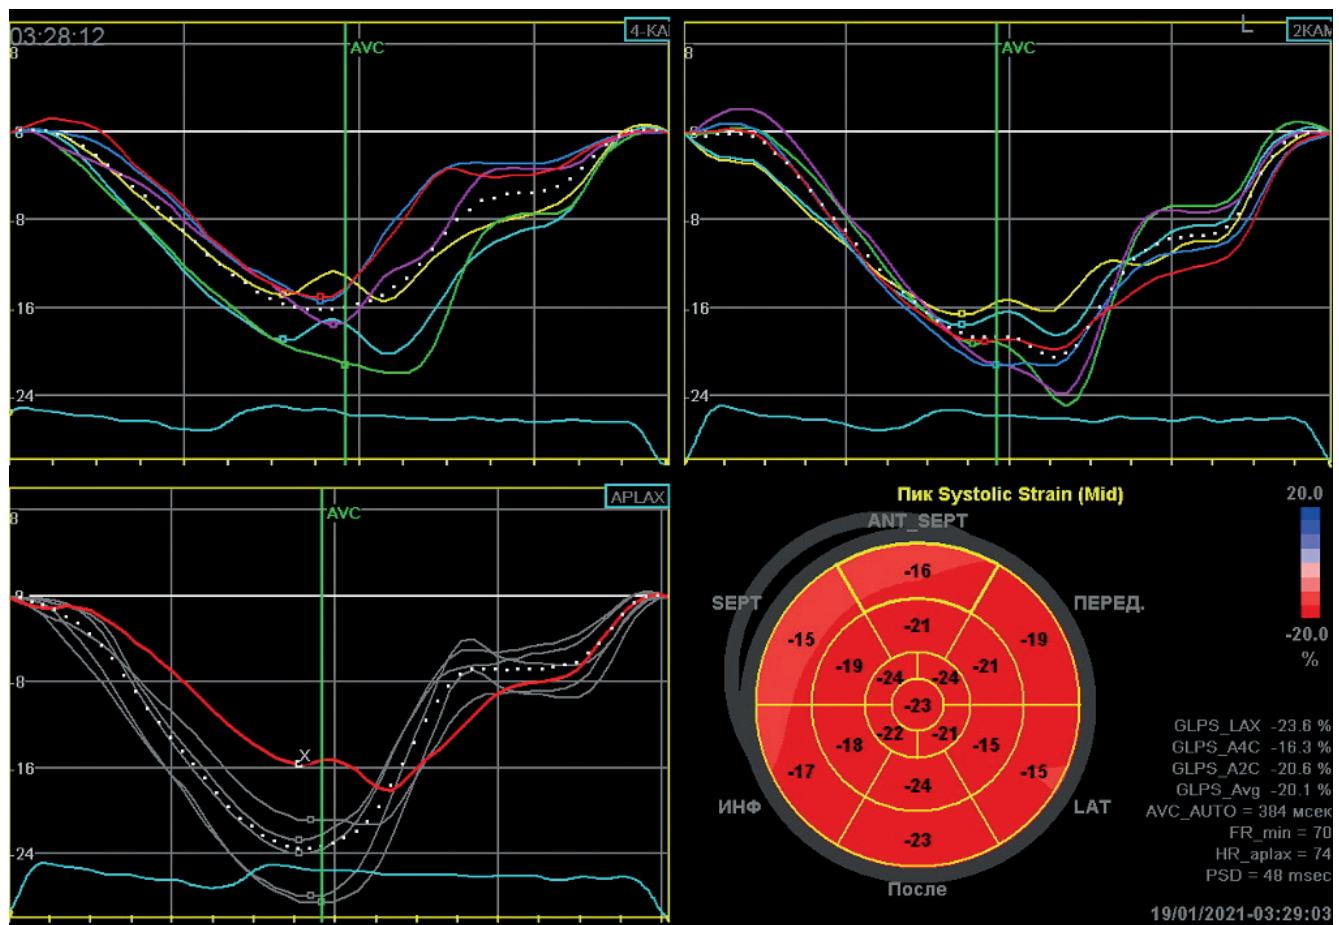 03:28:12
4-KA
8
AVC
-8
-16
-24
L
2KAM
8
AVC
-8
-16
-24
APLAX
8
AVC
-8
-16
-24
X
Пик Systolic Strain (Mid)
20.0
-20.0
%
ANT_SEPT
SEPT
ПЕРЕД.
ИНФ
LAT
После
-16
-15
-19
-21
-19
-21
-24
-24
-23
-22
-21
-18
-15
-17
-15
-24
-23
GLPS_LAX -23.6 %
GLPS_A4C -16.3 %
GLPS_A2C -20.6 %
GLPS_Avg -20.1 %
AVC_AUTO = 384 мсек
FR_min = 70
HR_aplax = 74
PSD = 48 msec
19/01/2021-03:29:03